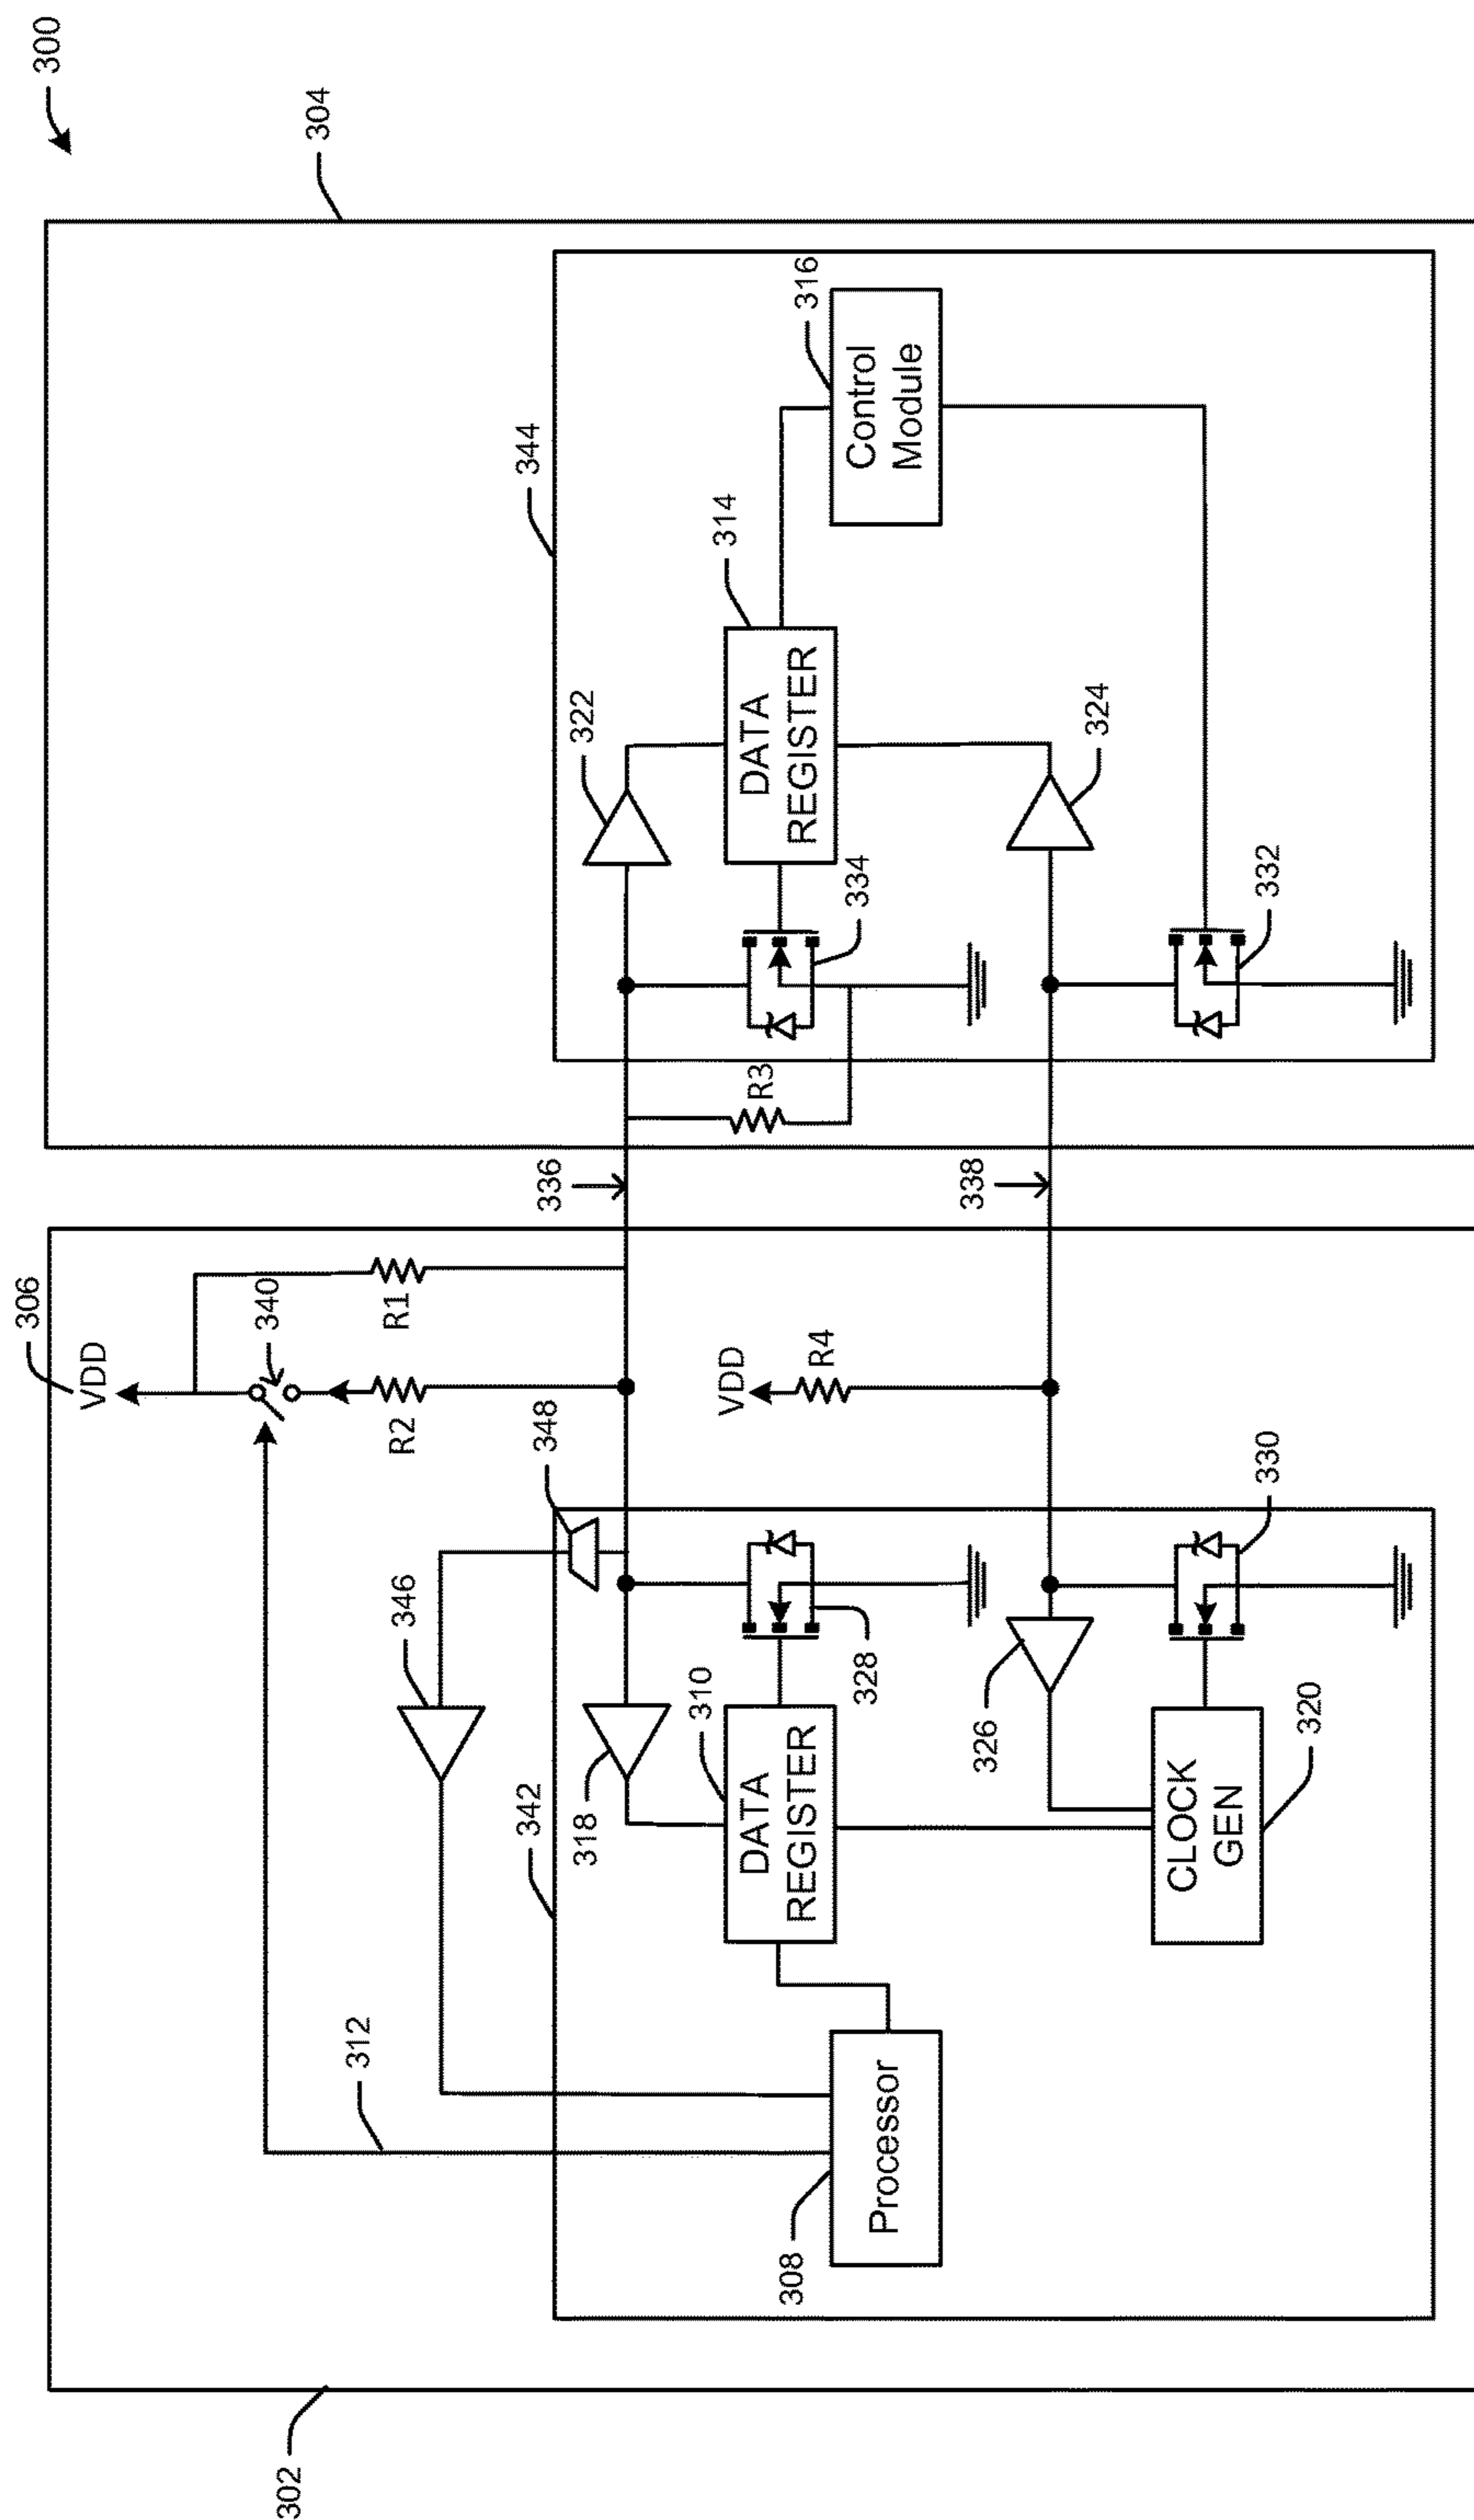 300
304
306
VDD
340
R1
R2
348
346
312
302
342
318
310
DATA
REGISTER
328
Processor
308
VDD
R4
326
330
CLOCK
GEN
320
336
338
R3
344
322
314
DATA
REGISTER
334
316
Control
Module
324
332